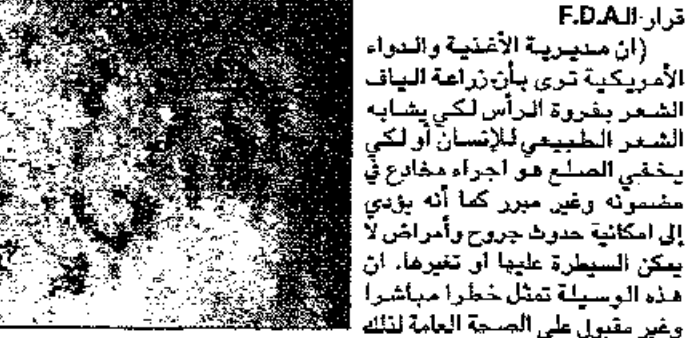 قرار الـF.D.A
(ان مديرية الأغذية والدواء
الأمريكية ترى بأن زراعة الياف
الشعر بفروة الرأس لكي يشابه
الشعر الطبيعي للإنسان أو لكي
يخفي الصلع هو اجراء مخادع في
مضمونه وغير مبرر كما أنه يؤدي
إلى امكانية حدوث جروح وأمراض لا
يمكن السيطرة عليها او تغيرها. ان
هذه الوسيلة تمثل خطرا مباشرا
وغير مقبول على الصحة العامة لذلك